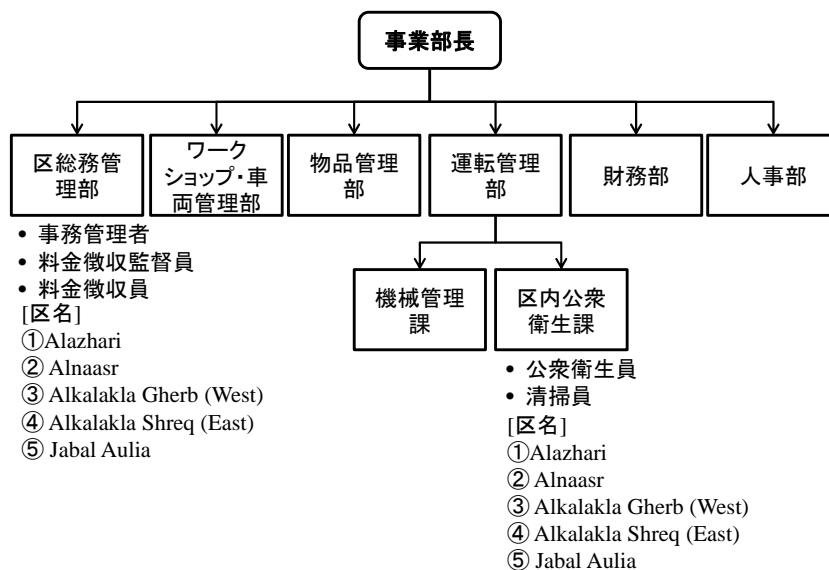 事業部長
区総務管
理部
ワーク
ショップ・車
両管理部
物品管理
部
運転管理
部
財務部
人事部
• 事務管理者
• 料金徴収監督員
• 料金徴収員
[区名]
①Alazhari
② Alnaasr
③ Alkalakla Gherb (West)
④ Alkalakla Shreq (East)
⑤ Jabal Aulia
機械管理
課
区内公衆
衛生課
• 公衆衛生員
• 清掃員
[区名]
①Alazhari
② Alnaasr
③ Alkalakla Gherb (West)
④ Alkalakla Shreq (East)
⑤ Jabal Aulia